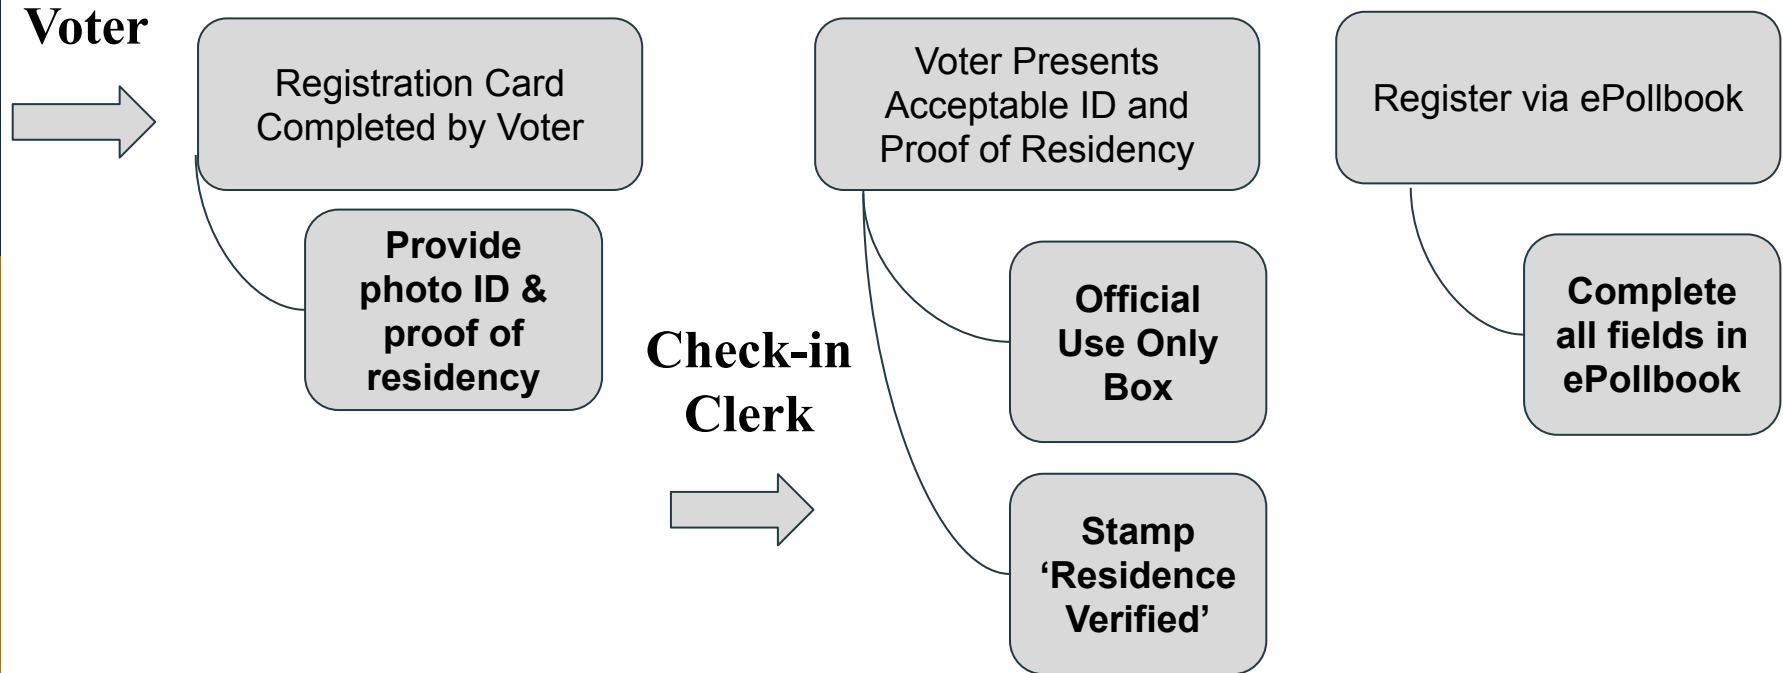 Voter
Registration Card
Completed by Voter
Provide
photo ID &
proof of
residency
Check-in
Clerk
Voter Presents
Acceptable ID and
Proof of Residency
Official
Use Only
Box
Stamp
‘Residence
Verified’
Register via ePollbook
Complete
all fields in
ePollbook